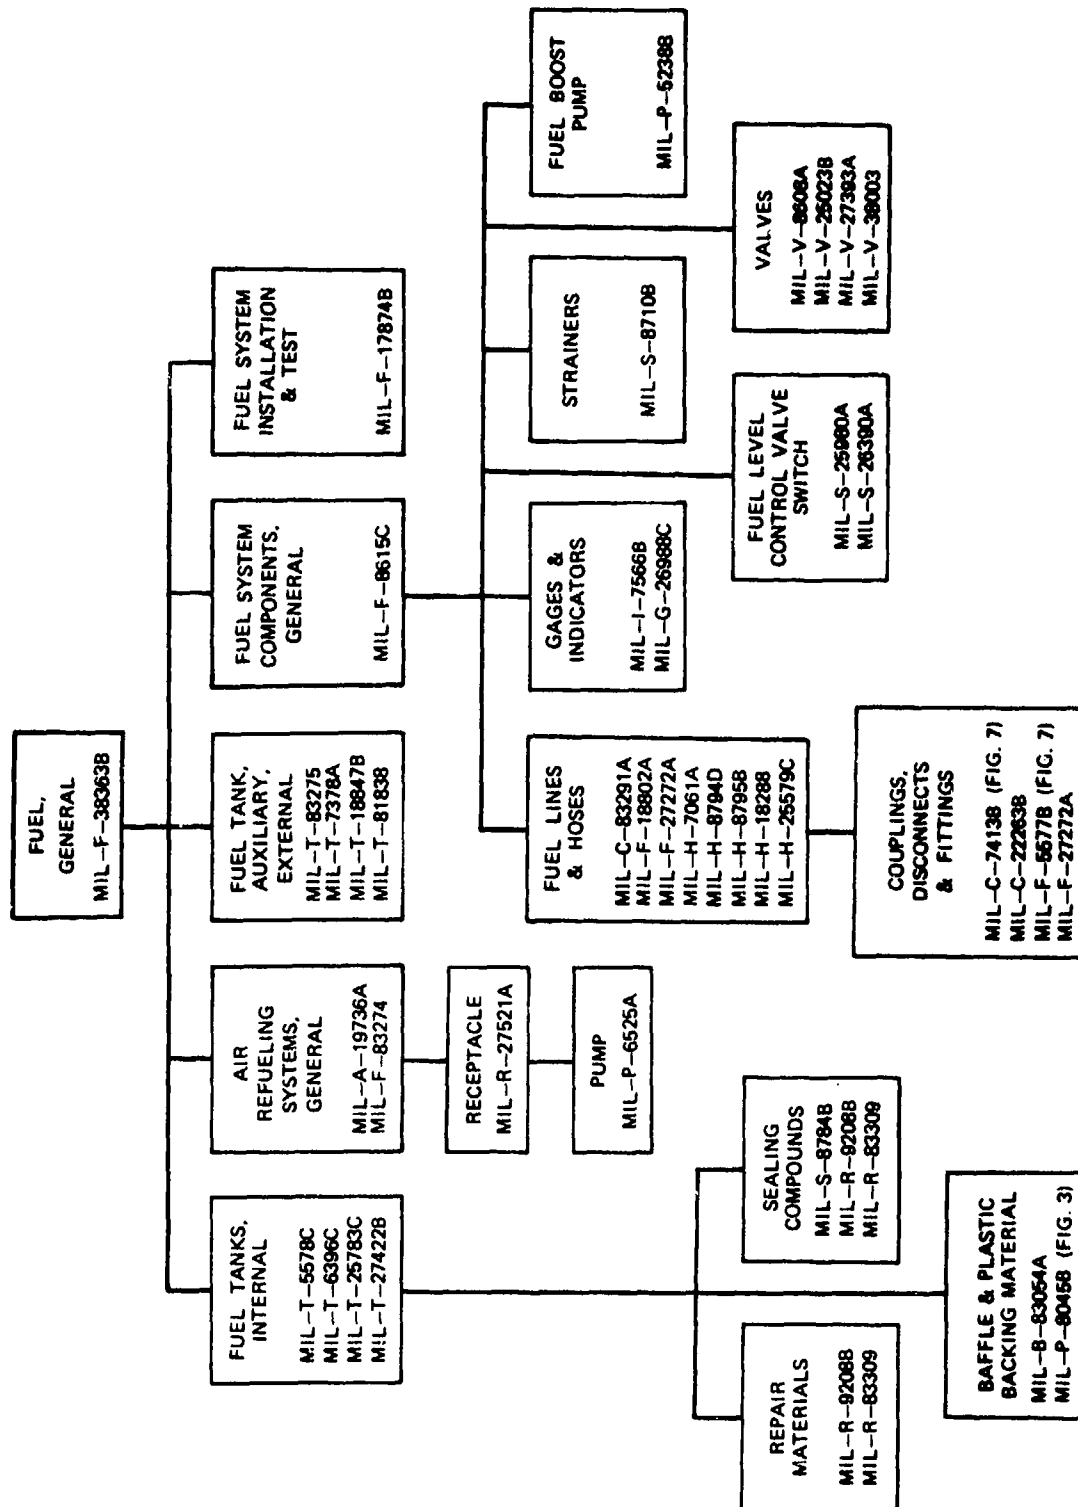 FUEL,
GENERAL
MIL-F-38363B
FUEL TANKS,
INTERNAL
MIL-T-5578C
MIL-T-6396C
MIL-T-25783C
MIL-T-27422B
AIR
REFUELING
SYSTEMS,
GENERAL
MIL-A-19736A
MIL-F-83274
FUEL TANK,
AUXILIARY,
EXTERNAL
MIL-T-83275
MIL-T-7378A
MIL-T-18847B
MIL-T-81838
FUEL SYSTEM
COMPONENTS,
GENERAL
MIL-F-8615C
FUEL SYSTEM
INSTALLATION
& TEST
MIL-F-17874B
RECEPTACLE
MIL-R-27521A
PUMP
MIL-P-6525A
FUEL LINES
& HOSES
MIL-C-83291A
MIL-F-18802A
MIL-F-27272A
MIL-H-7061A
MIL-H-8794D
MIL-H-8795B
MIL-H-18288
MIL-H-25579C
GAGES &
INDICATORS
MIL-I-7566B
MIL-G-26988C
STRAINERS
MIL-S-8710B
FUEL BOOST
PUMP
MIL-P-5238B
REPAIR
MATERIALS
MIL-R-9208B
MIL-R-83309
SEALING
COMPOUNDS
MIL-S-8784B
MIL-R-9208B
MIL-R-83309
FUEL LEVEL
CONTROL VALVE
SWITCH
MIL-S-25980A
MIL-S-26390A
VALVES
MIL-V-8608A
MIL-V-25023B
MIL-V-27393A
MIL-V-38003
BAFFLE & PLASTIC
BACKING MATERIAL
MIL-B-83054A
MIL-P-8045B (FIG. 3)
COUPLINGS,
DISCONNECTS
& FITTINGS
MIL-C-7413B (FIG. 7)
MIL-C-22263B
MIL-F-5577B (FIG. 7)
MIL-F-27272A